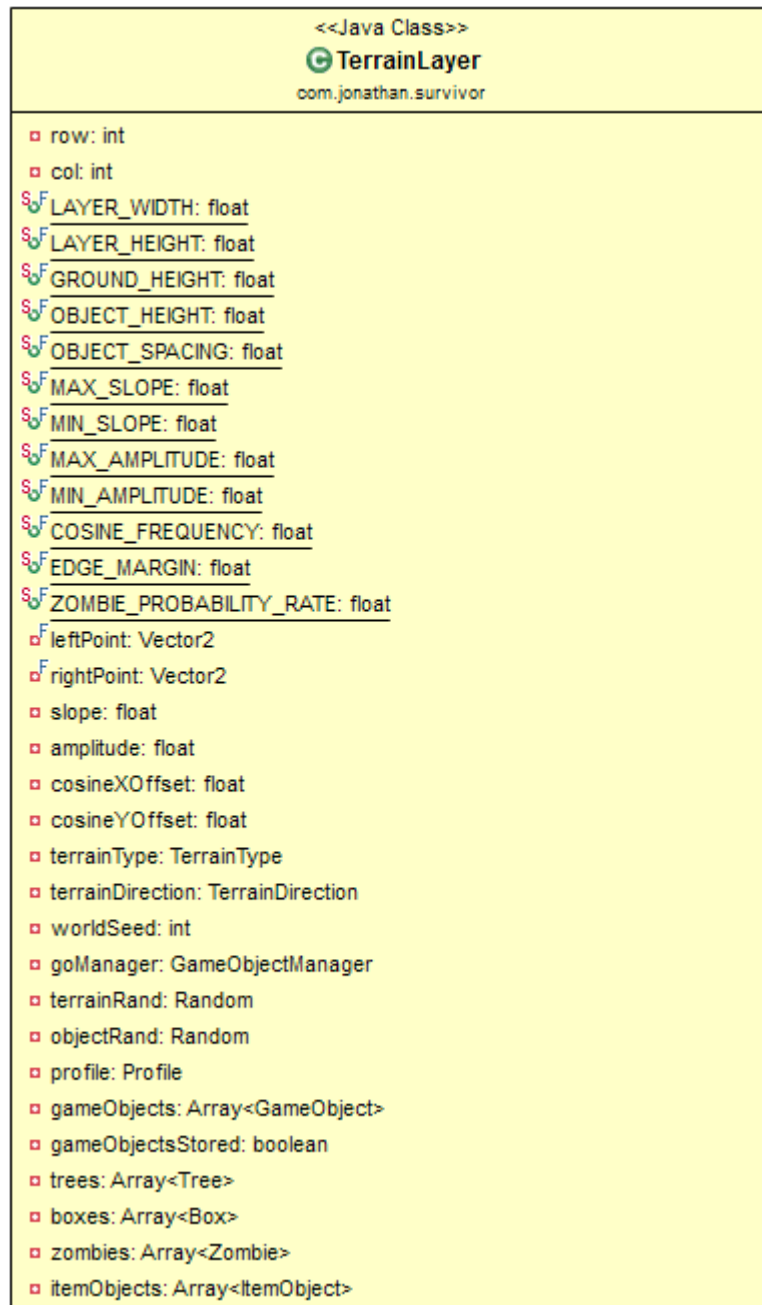 <<Java Class>>
C TerrainLayer
com.jonathan.survivor
row: int
col: int
S F LAYER_WIDTH: float
S F LAYER_HEIGHT: float
S F GROUND_HEIGHT: float
S F OBJECT_HEIGHT: float
S F OBJECT_SPACING: float
S F MAX_SLOPE: float
S F MIN_SLOPE: float
S F MAX_AMPLITUDE: float
S F MIN_AMPLITUDE: float
S F COSINE_FREQUENCY: float
S F EDGE_MARGIN: float
S F ZOMBIE_PROBABILITY_RATE: float
F leftPoint: Vector2
F rightPoint: Vector2
slope: float
amplitude: float
cosineXOffset: float
cosineYOffset: float
terrainType: TerrainType
terrainDirection: TerrainDirection
worldSeed: int
goManager: GameObjectManager
terrainRand: Random
objectRand: Random
profile: Profile
gameObjects: Array<GameObject>
gameObjectsStored: boolean
trees: Array<Tree>
boxes: Array<Box>
zombies: Array<Zombie>
itemObjects: Array<ItemObject>